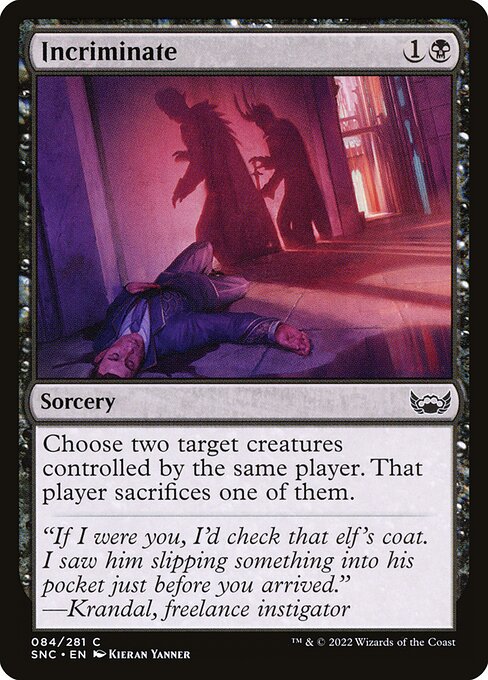 Incriminate 1
Sorcery
Choose two target creatures
controlled by the same player. That
player sacrifices one of them.
“If I were you, I’d check that elf’s coat.
I saw him slipping something into his
pocket just before you arrived.”
—Krandal, freelance instigator
084/281 C
SNC • EN Kieran Yanner
™ & © 2022 Wizards of the Coast